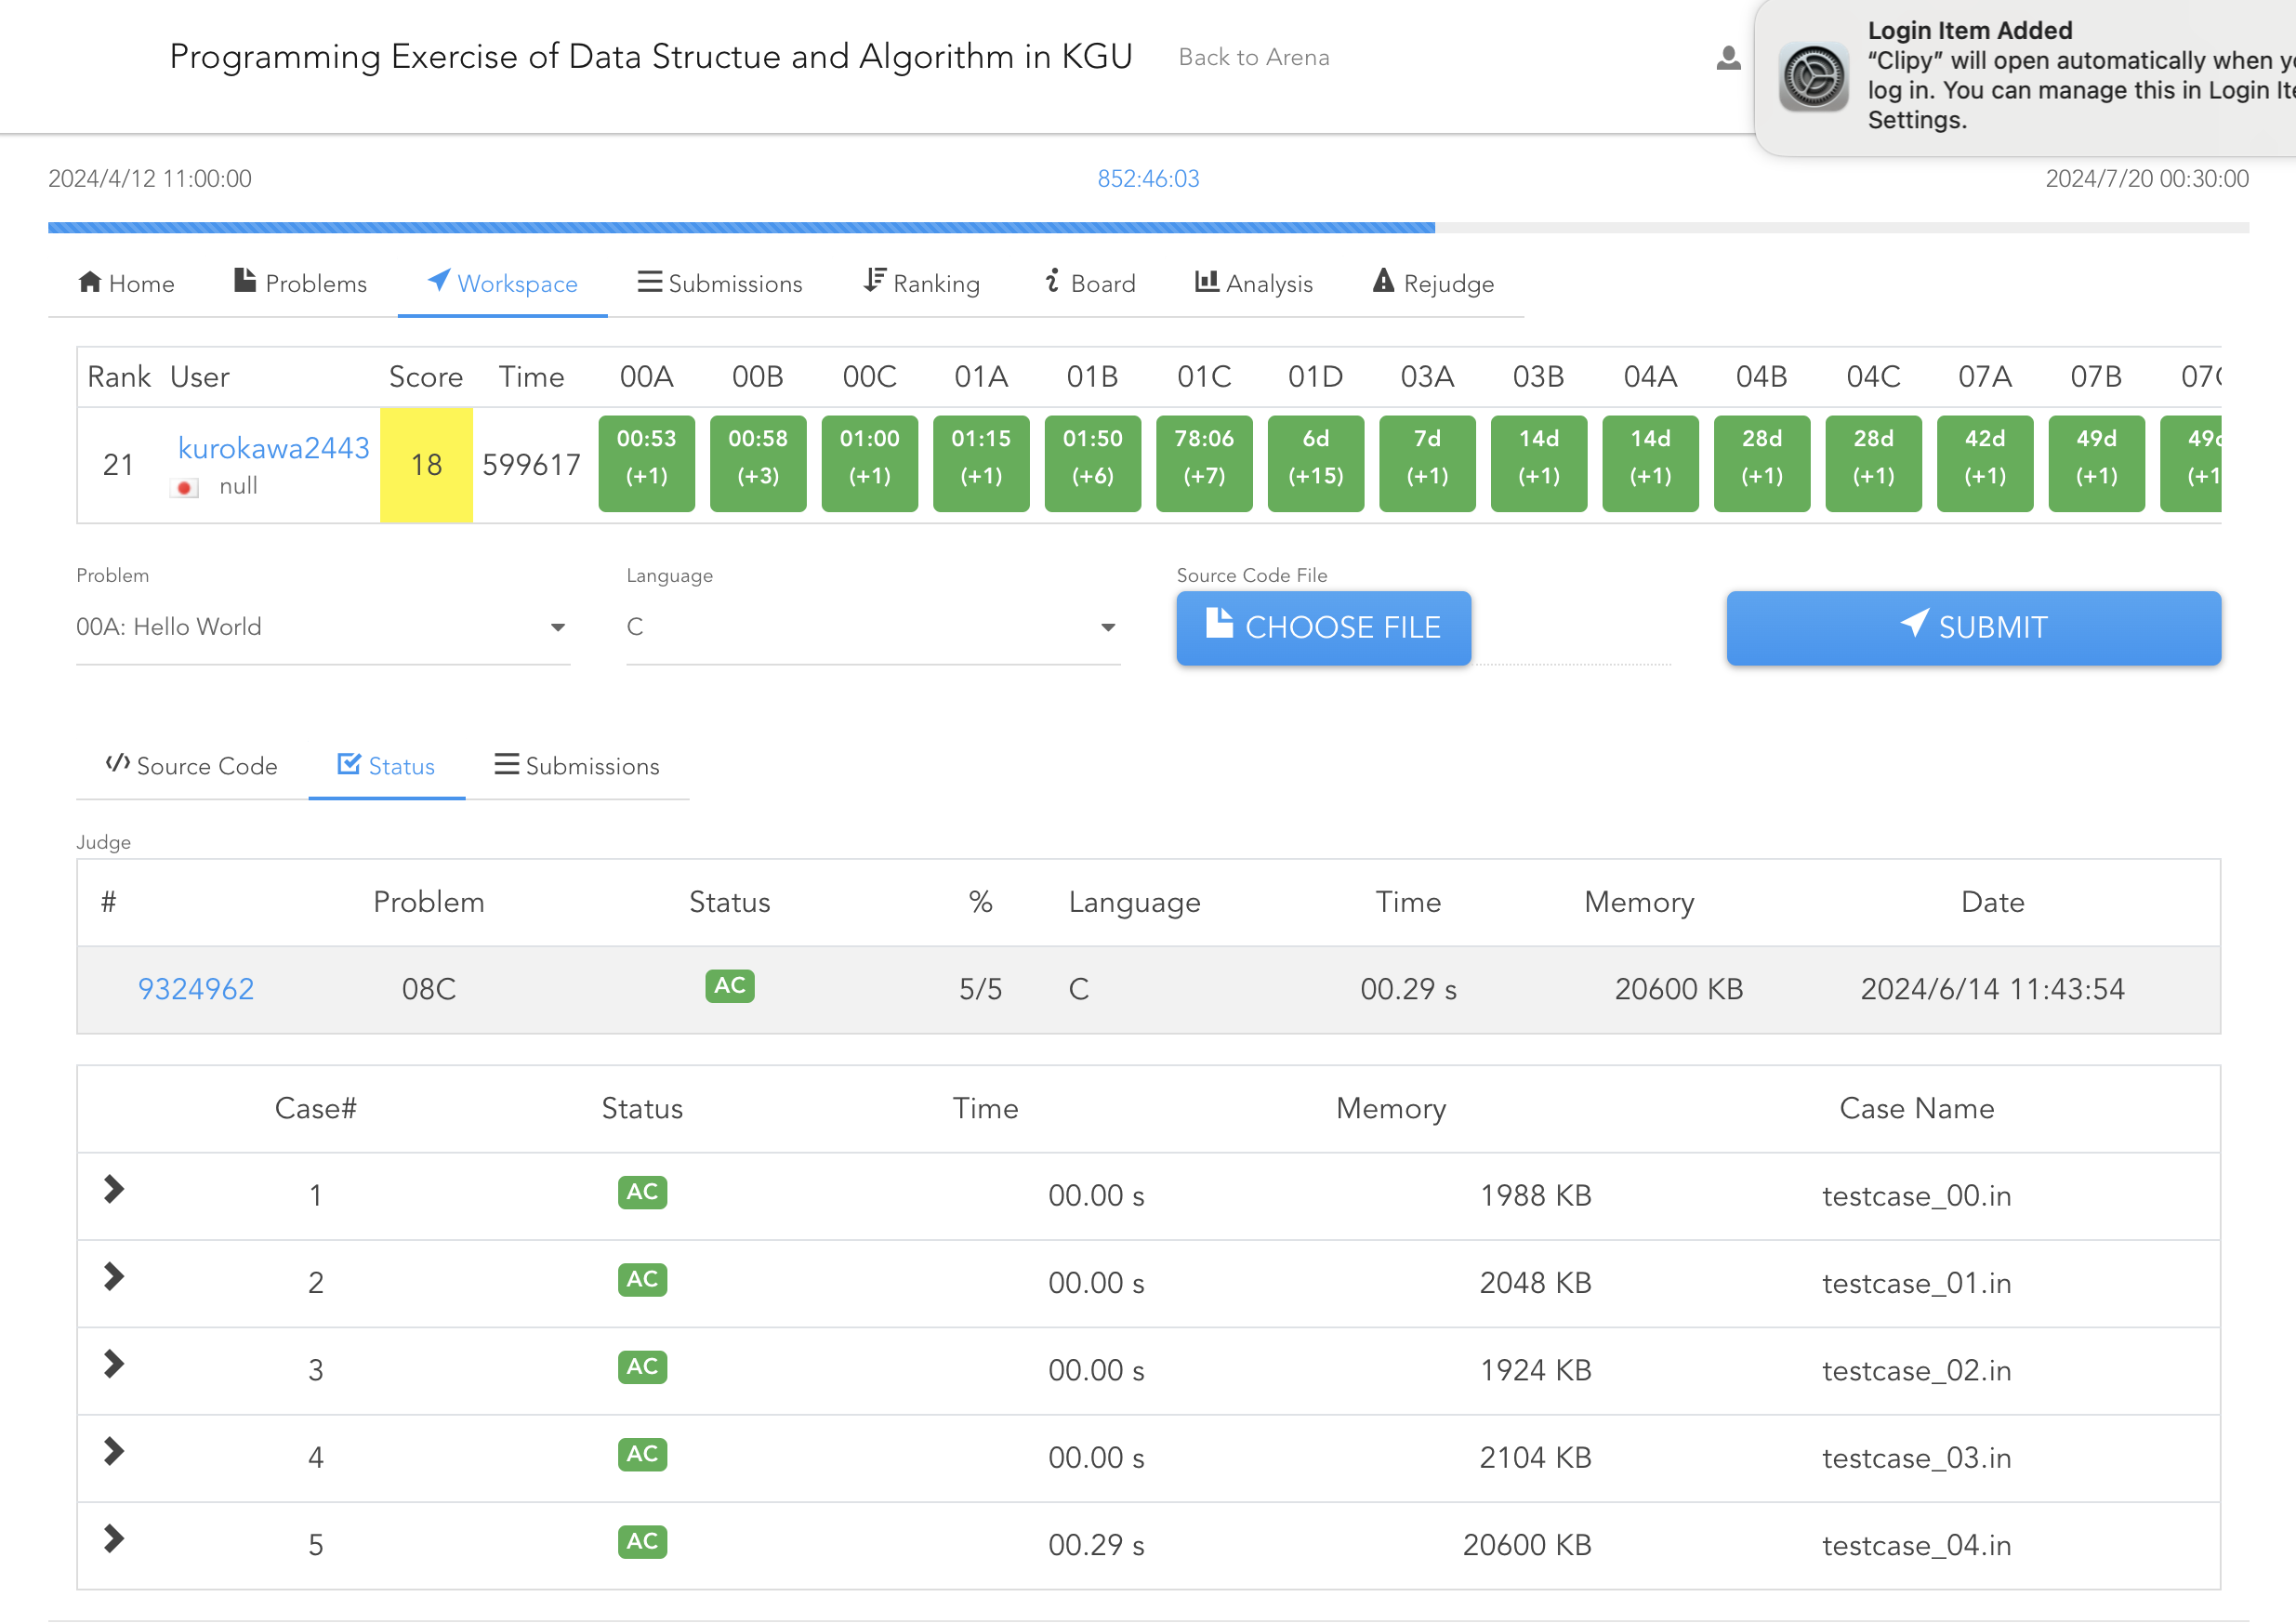 Programming Exercise of Data Structue and Algorithm in KGU Back to Arena
Login Item Added
“Clipy” will open automatically when
log in. You can manage this in Login
Settings.
2024/4/12 11:00:00 852:46:03 2024/7/20 00:30:00
Home Problems Workspace Submissions Ranking Board Analysis Rejudge
Rank User Score Time 00A 00B 00C 01A 01B 01C 01D 03A 03B 04A 04B 04C 07A 07B
21 kurokawa2443 null 18 599617 00:53 (+1) 00:58 (+3) 01:00 (+1) 01:15 (+1) 01:50 (+6) 78:06 (+7) 6d (+15) 7d (+1) 14d (+1) 14d (+1) 28d (+1) 28d (+1) 42d (+1) 49d (+1)
Problem Language Source Code File
00A: Hello World C CHOOSE FILE SUBMIT
Source Code Status Submissions
Judge
# Problem Status % Language Time Memory Date
9324962 08C AC 5/5 C 00.29 s 20600 KB 2024/6/14 11:43:54
Case# Status Time Memory Case Name
1 AC 00.00 s 1988 KB testcase_00.in
2 AC 00.00 s 2048 KB testcase_01.in
3 AC 00.00 s 1924 KB testcase_02.in
4 AC 00.00 s 2104 KB testcase_03.in
5 AC 00.29 s 20600 KB testcase_04.in